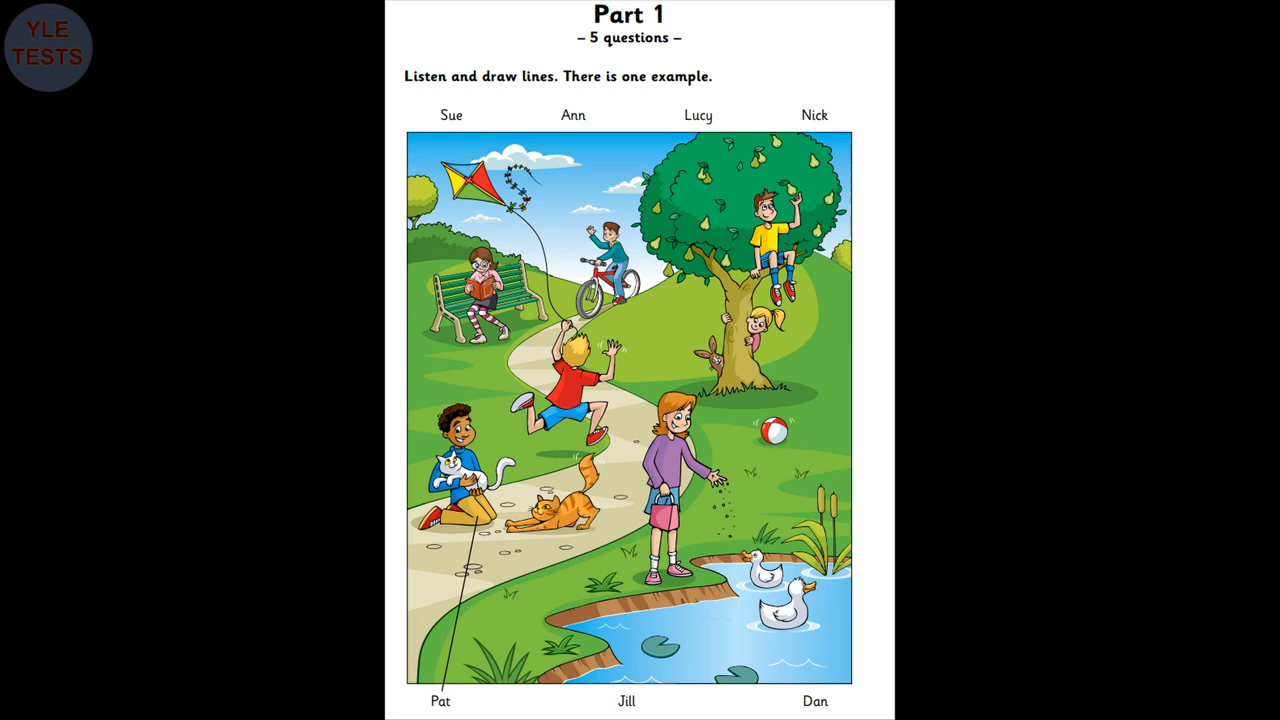 YLE
TESTS
Part 1
– 5 questions –
Listen and draw lines. There is one example.
Sue Ann Lucy Nick
Pat Jill Dan